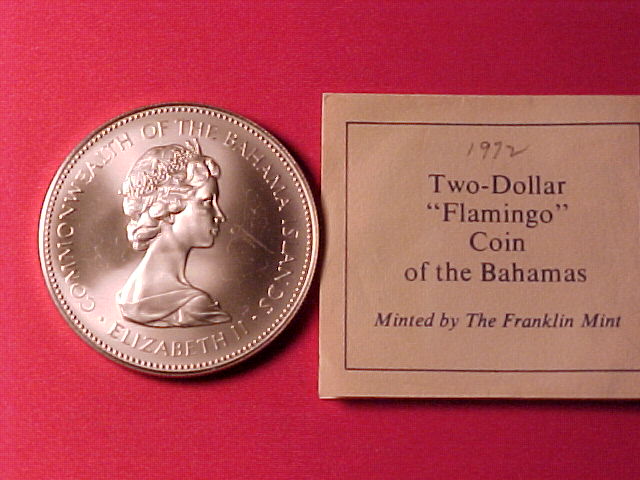 COMMONWEALTH OF THE BAHAMA ISLANDS
· ELIZABETH II ·
1972
Two-Dollar
“Flamingo”
Coin
of the Bahamas
Minted by The Franklin Mint